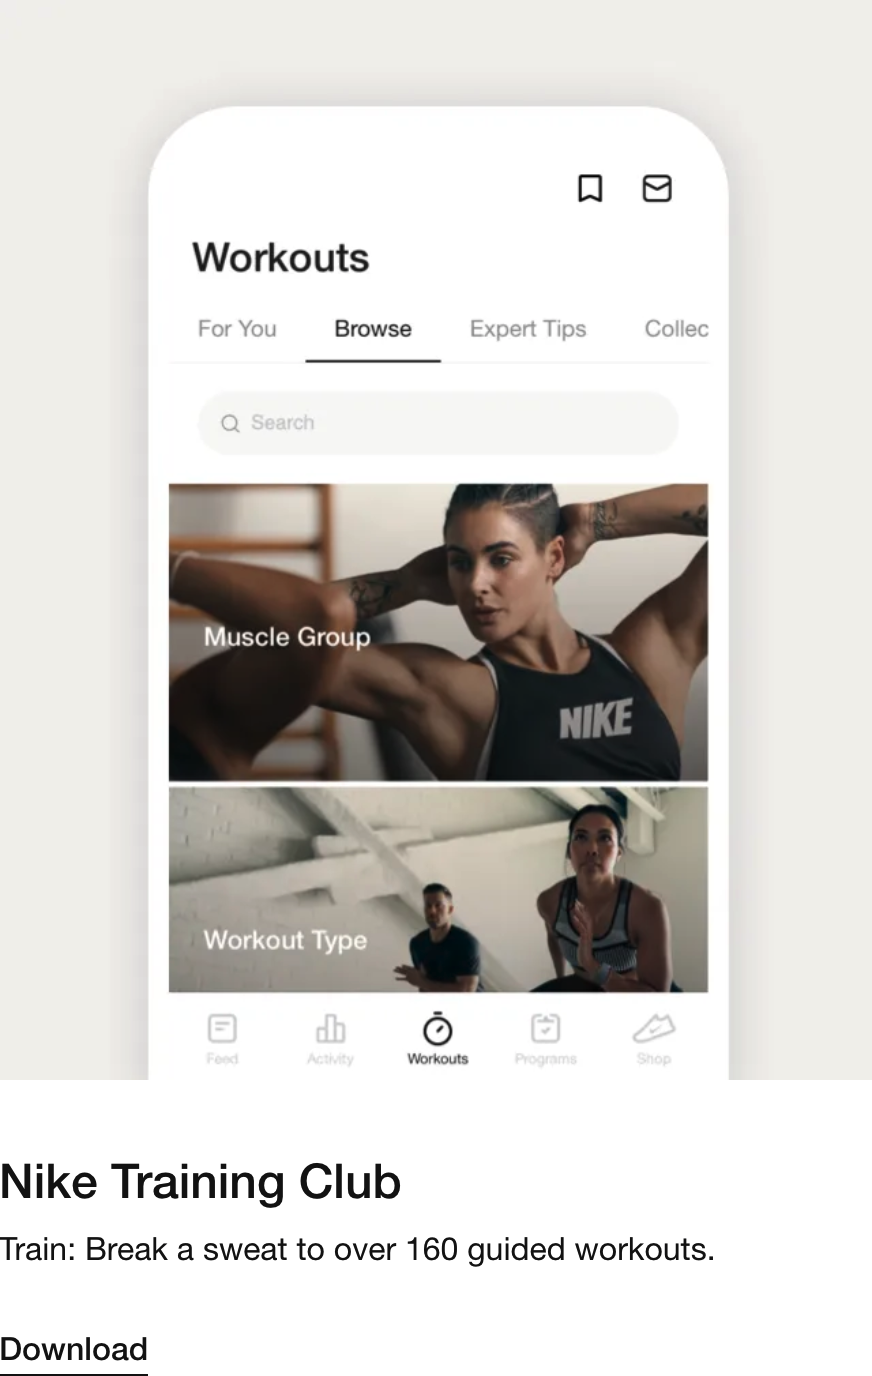 Workouts
For You Browse Expert Tips Collec
Search
Muscle Group
NIKE
Workout Type
Feed Activity Workouts Programs Shop
Nike Training Club
Train: Break a sweat to over 160 guided workouts.
Download